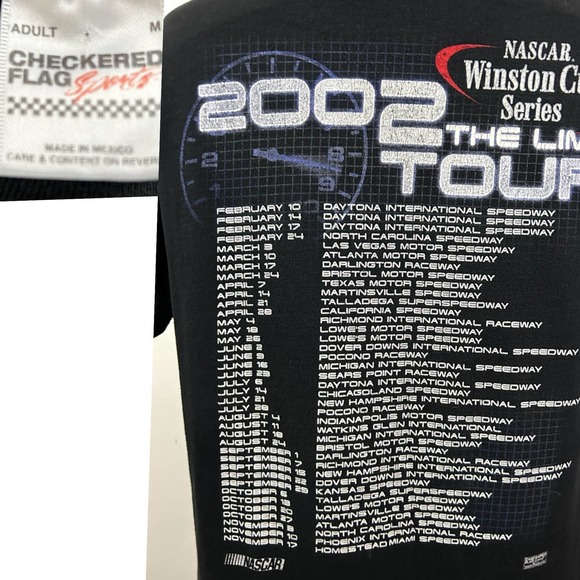 ADULT M
CHECKERED
FLAG Sports
MADE IN MEXICO
CARE & CONTENT ON REVER
NASCAR
Winston Cu
Series
2002
THE LIM
TOUR
2 1 8 9
FEBRUARY 10 DAYTONA INTERNATIONAL SPEEDWAY
FEBRUARY 14 DAYTONA INTERNATIONAL SPEEDWAY
FEBRUARY 17 DAYTONA INTERNATIONAL SPEEDWAY
FEBRUARY 24 NORTH CAROLINA SPEEDWAY
MARCH 3 LAS VEGAS MOTOR SPEEDWAY
MARCH 10 ATLANTA MOTOR SPEEDWAY
MARCH 17 DARLINGTON RACEWAY
MARCH 24 BRISTOL MOTOR SPEEDWAY
APRIL 7 TEXAS MOTOR SPEEDWAY
APRIL 14 MARTINSVILLE SPEEDWAY
APRIL 21 TALLADEGA SUPERSPEEDWAY
APRIL 28 CALIFORNIA SPEEDWAY
MAY 4 RICHMOND INTERNATIONAL RACEWAY
MAY 18 LOWE'S MOTOR SPEEDWAY
MAY 26 LOWE'S MOTOR SPEEDWAY
JUNE 2 DOVER DOWNS INTERNATIONAL SPEEDWAY
JUNE 9 POCONO RACEWAY
JUNE 16 MICHIGAN INTERNATIONAL SPEEDWAY
JUNE 23 SEARS POINT RACEWAY
JULY 6 DAYTONA INTERNATIONAL SPEEDWAY
JULY 14 CHICAGOLAND SPEEDWAY
JULY 21 NEW HAMPSHIRE INTERNATIONAL SPEEDWAY
JULY 28 POCONO RACEWAY
AUGUST 4 INDIANAPOLIS MOTOR SPEEDWAY
AUGUST 11 WATKINS GLEN INTERNATIONAL
AUGUST 18 MICHIGAN INTERNATIONAL SPEEDWAY
AUGUST 24 BRISTOL MOTOR SPEEDWAY
SEPTEMBER 1 DARLINGTON RACEWAY
SEPTEMBER 7 RICHMOND INTERNATIONAL RACEWAY
SEPTEMBER 15 NEW HAMPSHIRE INTERNATIONAL SPEEDWAY
SEPTEMBER 22 DOVER DOWNS INTERNATIONAL SPEEDWAY
SEPTEMBER 29 KANSAS SPEEDWAY
OCTOBER 6 TALLADEGA SUPERSPEEDWAY
OCTOBER 13 LOWE'S MOTOR SPEEDWAY
OCTOBER 20 MARTINSVILLE SPEEDWAY
OCTOBER 27 ATLANTA MOTOR SPEEDWAY
NOVEMBER 3 NORTH CAROLINA SPEEDWAY
NOVEMBER 10 PHOENIX INTERNATIONAL RACEWAY
NOVEMBER 17 HOMESTEAD MIAMI SPEEDWAY
NASCAR